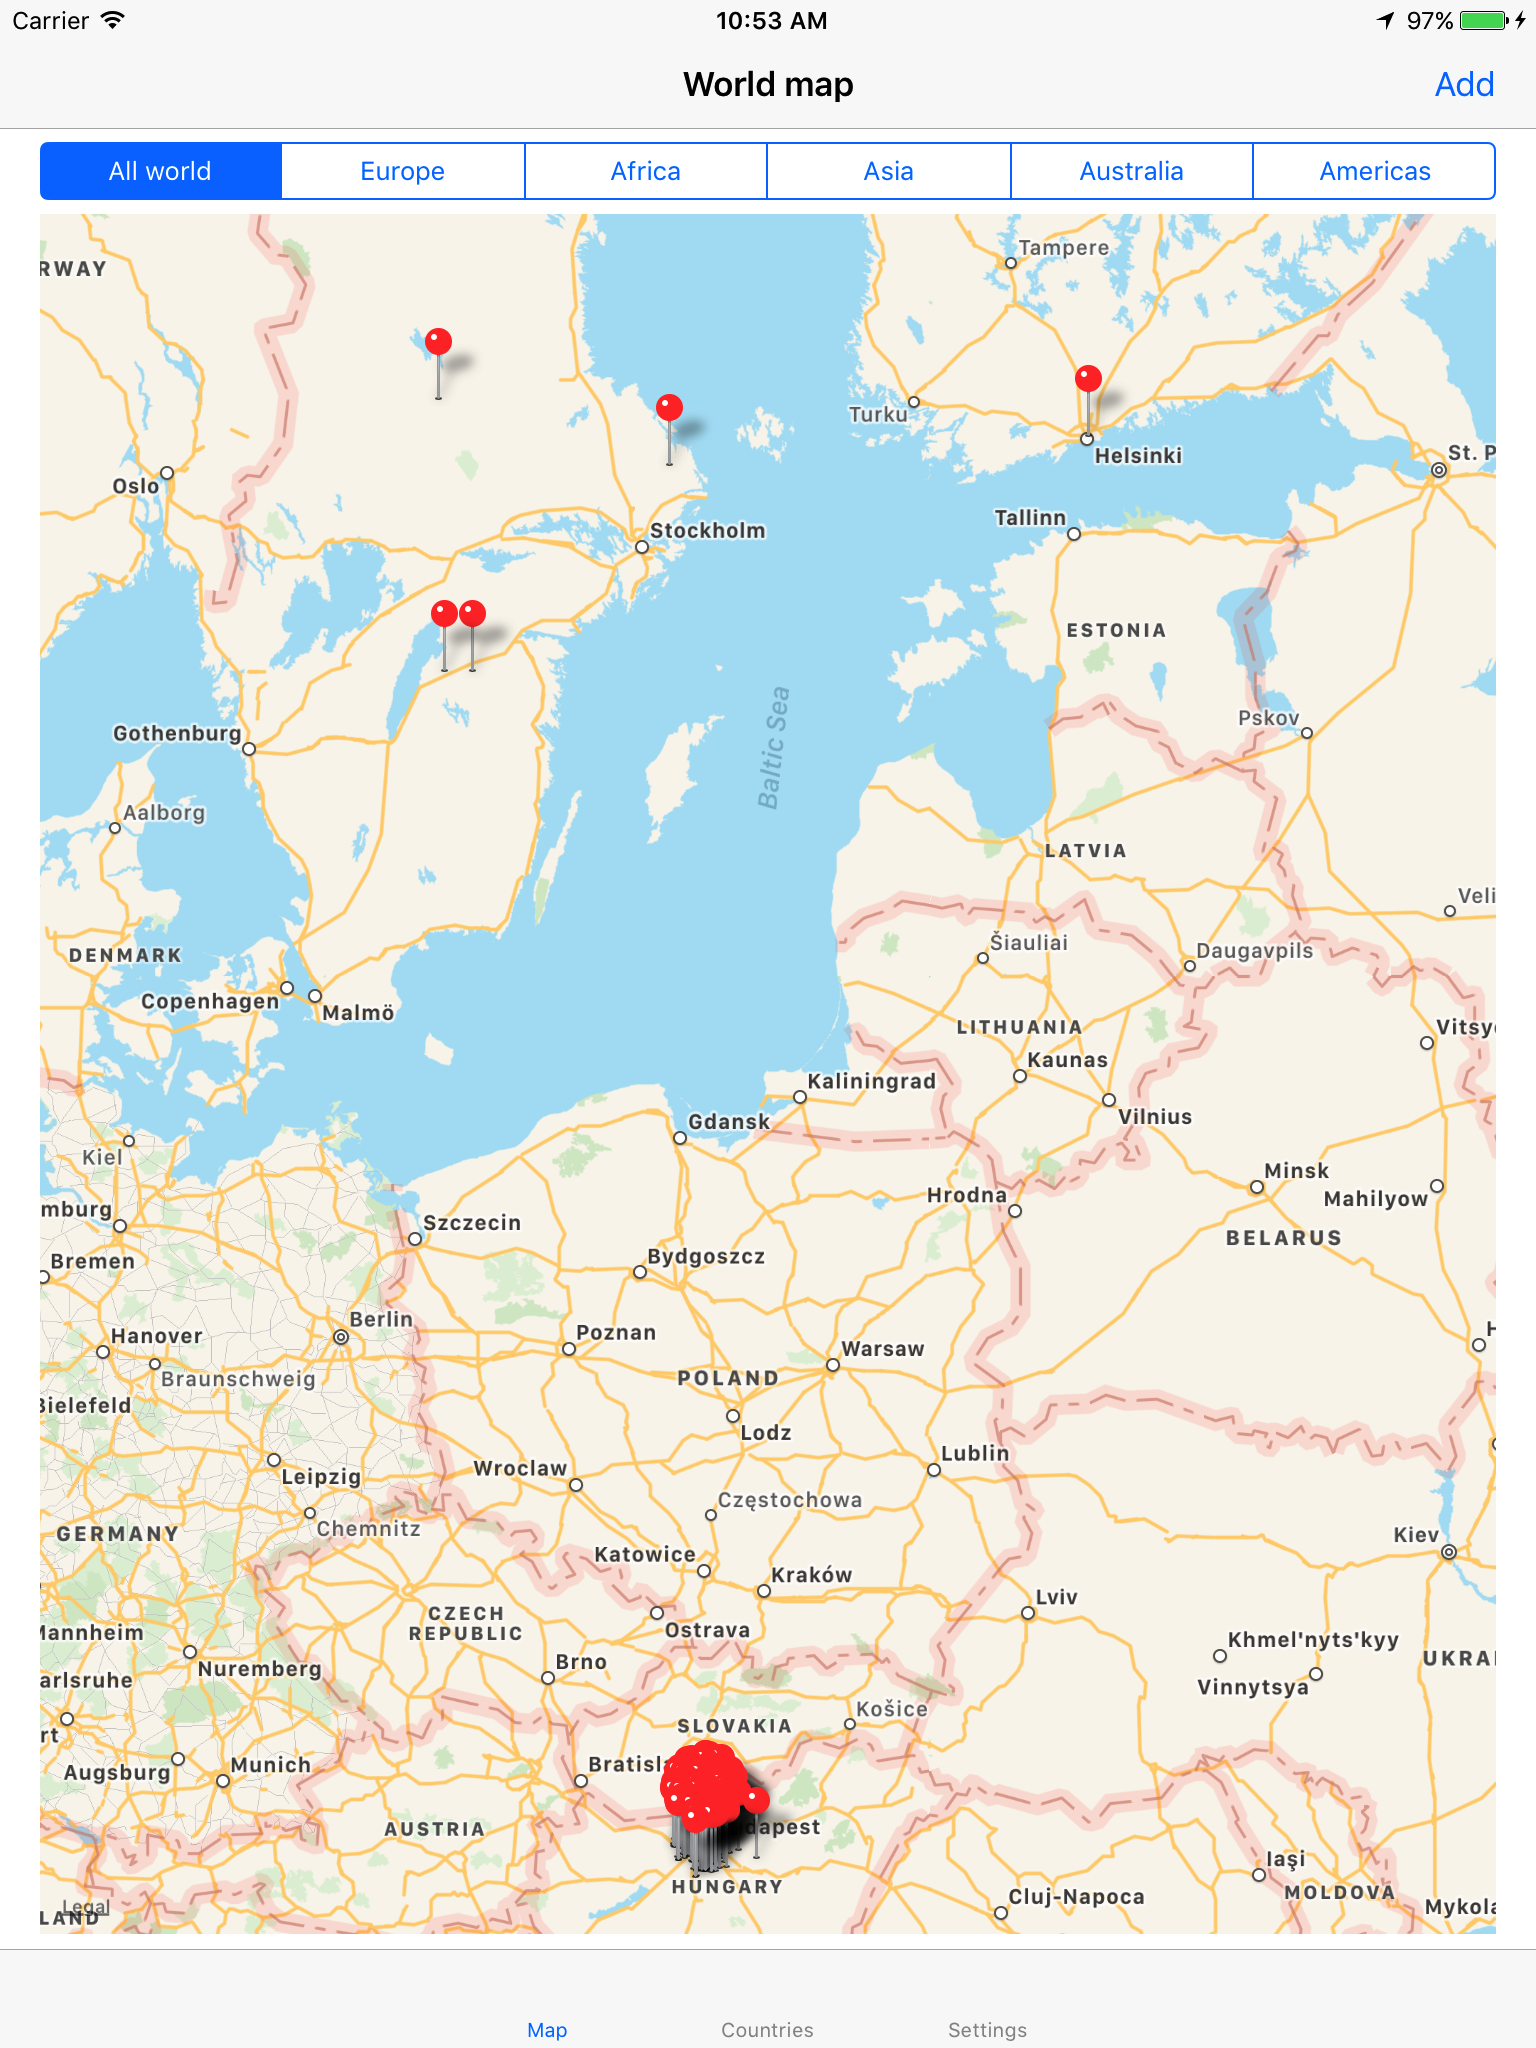 Carrier 10:53 AM 97%
World map Add
All world Europe Africa Asia Australia Americas
Tampere
RWAY
Turku
Helsinki
St. P
Oslo
Tallinn
Stockholm
ESTONIA
Baltic Sea
Pskov
Gothenburg
Aalborg
LATVIA
Veli
Šiauliai
Daugavpils
DENMARK
Copenhagen
Malmö
LITHUANIA
Vitsy
Kaunas
Kaliningrad
Vilnius
Gdansk
Kiel
Minsk
Hrodna
Mahilyow
mburg
Szczecin
BELARUS
Bremen
Bydgoszcz
Berlin
Hanover
Poznan
Warsaw
Braunschweig
POLAND
Bielefeld
Lodz
Lublin
Wroclaw
Leipzig
Częstochowa
GERMANY
Chemnitz
Kiev
Katowice
Kraków
Lviv
CZECH
REPUBLIC
Mannheim
Ostrava
Khmel'nyts'kyy
Nuremberg
Brno
UKRAI
arlsruhe
Vinnytsya
Košice
rt
SLOVAKIA
Munich
Bratisla
Augsburg
AUSTRIA
dapest
Iaşi
HUNGARY
MOLDOVA
Cluj-Napoca
Legal
LAND
Mykola
Map Countries Settings